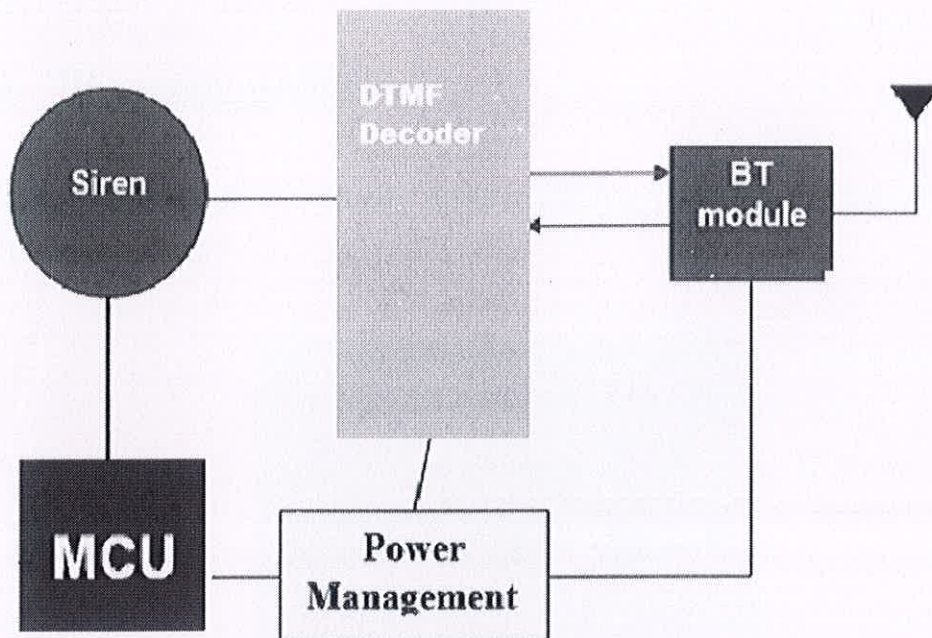 DTMF
Decoder
Siren
BT
module
MCU
Power
Management